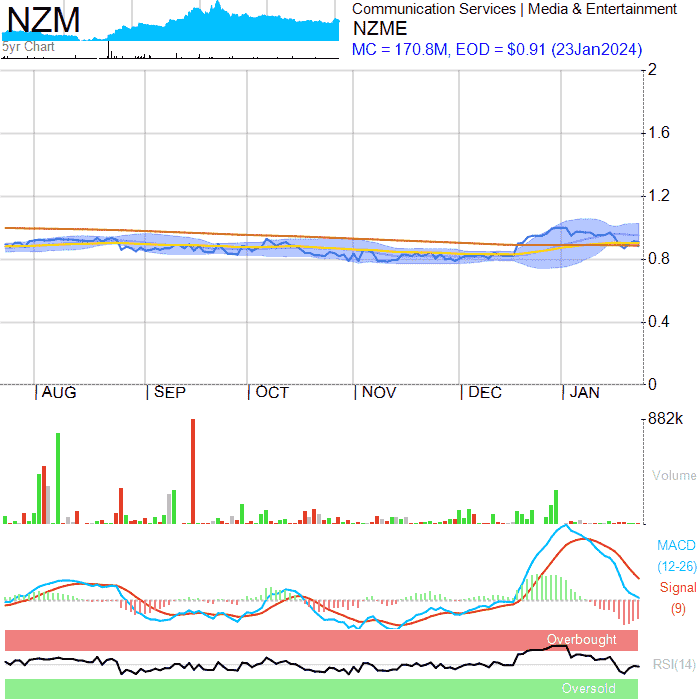 NZM
5yr Chart
Communication Services | Media & Entertainment
NZME
MC = 170.8M, EOD = $0.91 (23Jan2024)
2
1.6
1.2
0.8
0.4
0
AUG SEP OCT NOV DEC JAN
882k
Volume
MACD
(12-26)
Signal
(9)
Overbought
RSI(14)
Oversold